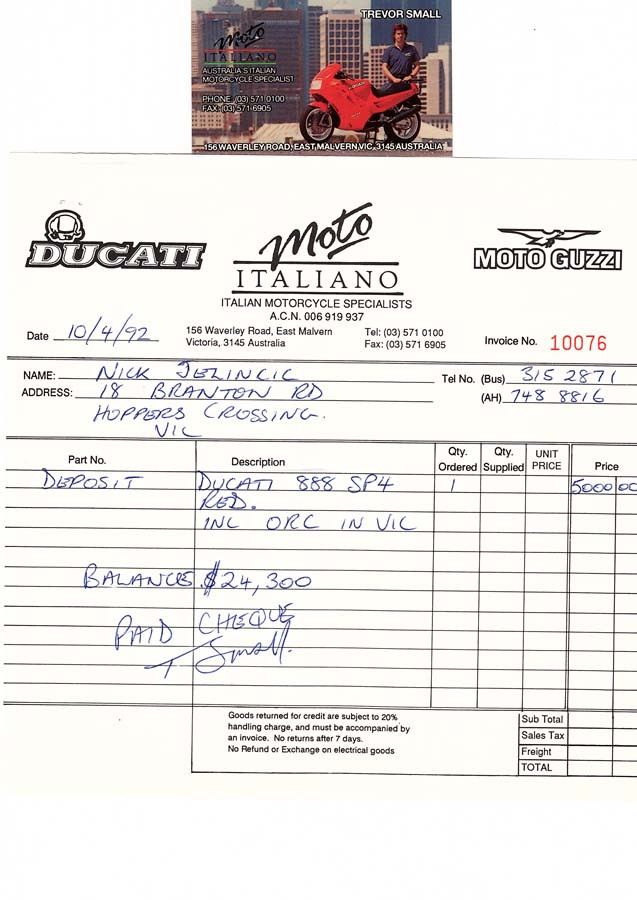 TREVOR SMALL
Moto
ITALIANO
AUSTRALIA'S ITALIAN
MOTORCYCLE SPECIALIST
PHONE: (03) 571 0100
FAX: (03) 571 6905
156 WAVERLEY ROAD, EAST MALVERN, VIC, 3145 AUSTRALIA
DUCATI
Moto
ITALIANO
MOTO GUZZI
ITALIAN MOTORCYCLE SPECIALISTS
A.C.N. 006 919 937
Date 10/4/92
156 Waverley Road, East Malvern Tel: (03) 571 0100
Victoria, 3145 Australia Fax: (03) 571 6905
Invoice No. 10076
NAME: NICK JELINCIC Tel No. (Bus) 315 2871
ADDRESS: 18 BRANTON RD (AH) 748 8816
HOPPERS CROSSING.
VIC
Part No. Description Qty. Ordered Qty. Supplied UNIT PRICE Price
DEPOSIT DUCATI 888 SP4 1 5000 00
RED.
INC ORC IN VIC
BALANCE $24,300
PAID CHEQUE
T Small.
Goods returned for credit are subject to 20%
handling charge, and must be accompanied by
an invoice. No returns after 7 days.
No Refund or Exchange on electrical goods
Sub Total
Sales Tax
Freight
TOTAL